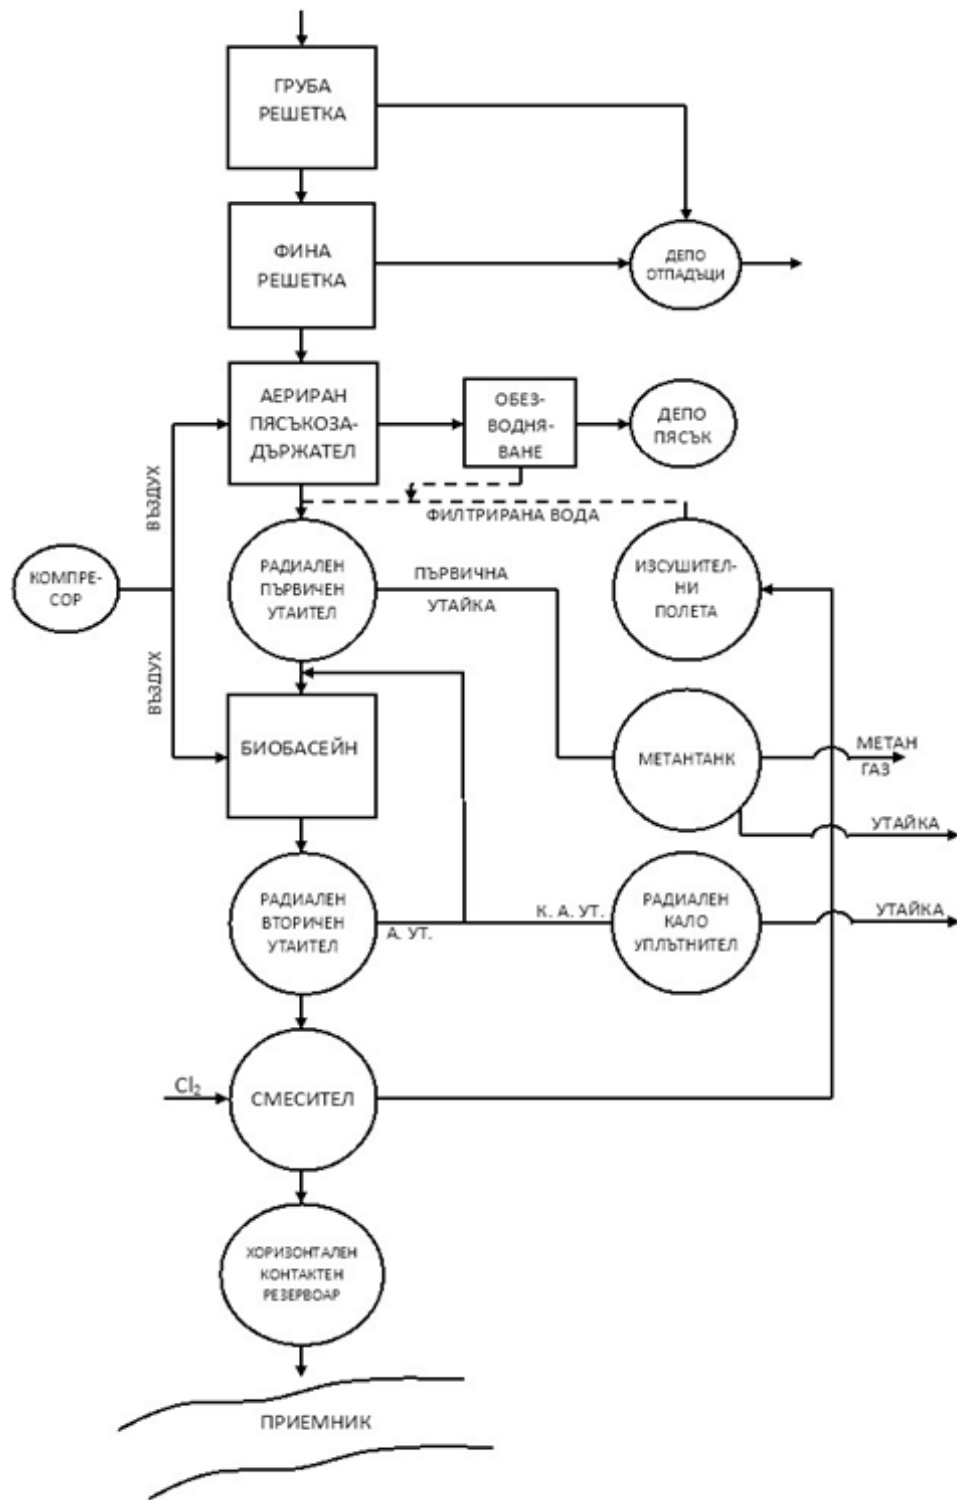 ГРУБА
РЕШЕТКА
ФИНА
РЕШЕТКА
ДЕПО
ОТПАДЪЦИ
АЕРИРАН
ПЯСЪКОЗА-
ДЪРЖАТЕЛ
ОБЕЗ-
ВОДНЯ-
ВАНЕ
ДЕПО
ПЯСЪК
ВЪЗДУХ
ФИЛТРИРАНА ВОДА
КОМПРЕ-
СОР
РАДИАЛЕН
ПЪРВИЧЕН
УТАИТЕЛ
ПЪРВИЧНА
УТАЙКА
ИЗСУШИТЕЛ-
НИ
ПОЛЕТА
ВЪЗДУХ
БИОБАСЕЙН
МЕТАНТАНК
МЕТАН
ГАЗ
УТАЙКА
РАДИАЛЕН
ВТОРИЧЕН
УТАИТЕЛ
А. УТ.
К. А. УТ.
РАДИАЛЕН
КАЛО
УПЛЪТНИТЕЛ
УТАЙКА
Cl₂
СМЕСИТЕЛ
ХОРИЗОНТАЛЕН
КОНТАКТЕН
РЕЗЕРВОАР
ПРИЕМНИК